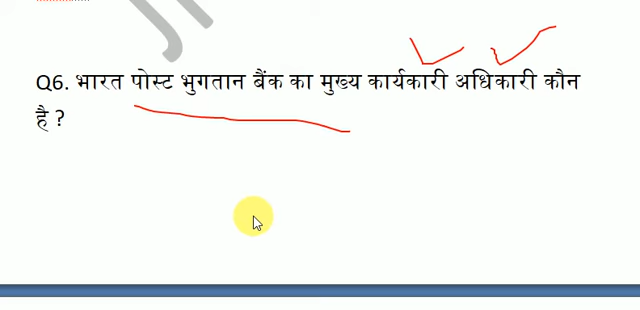 Q6. भारत पोस्ट भुगतान बैंक का मुख्य कार्यकारी अधिकारी कौन
है ?